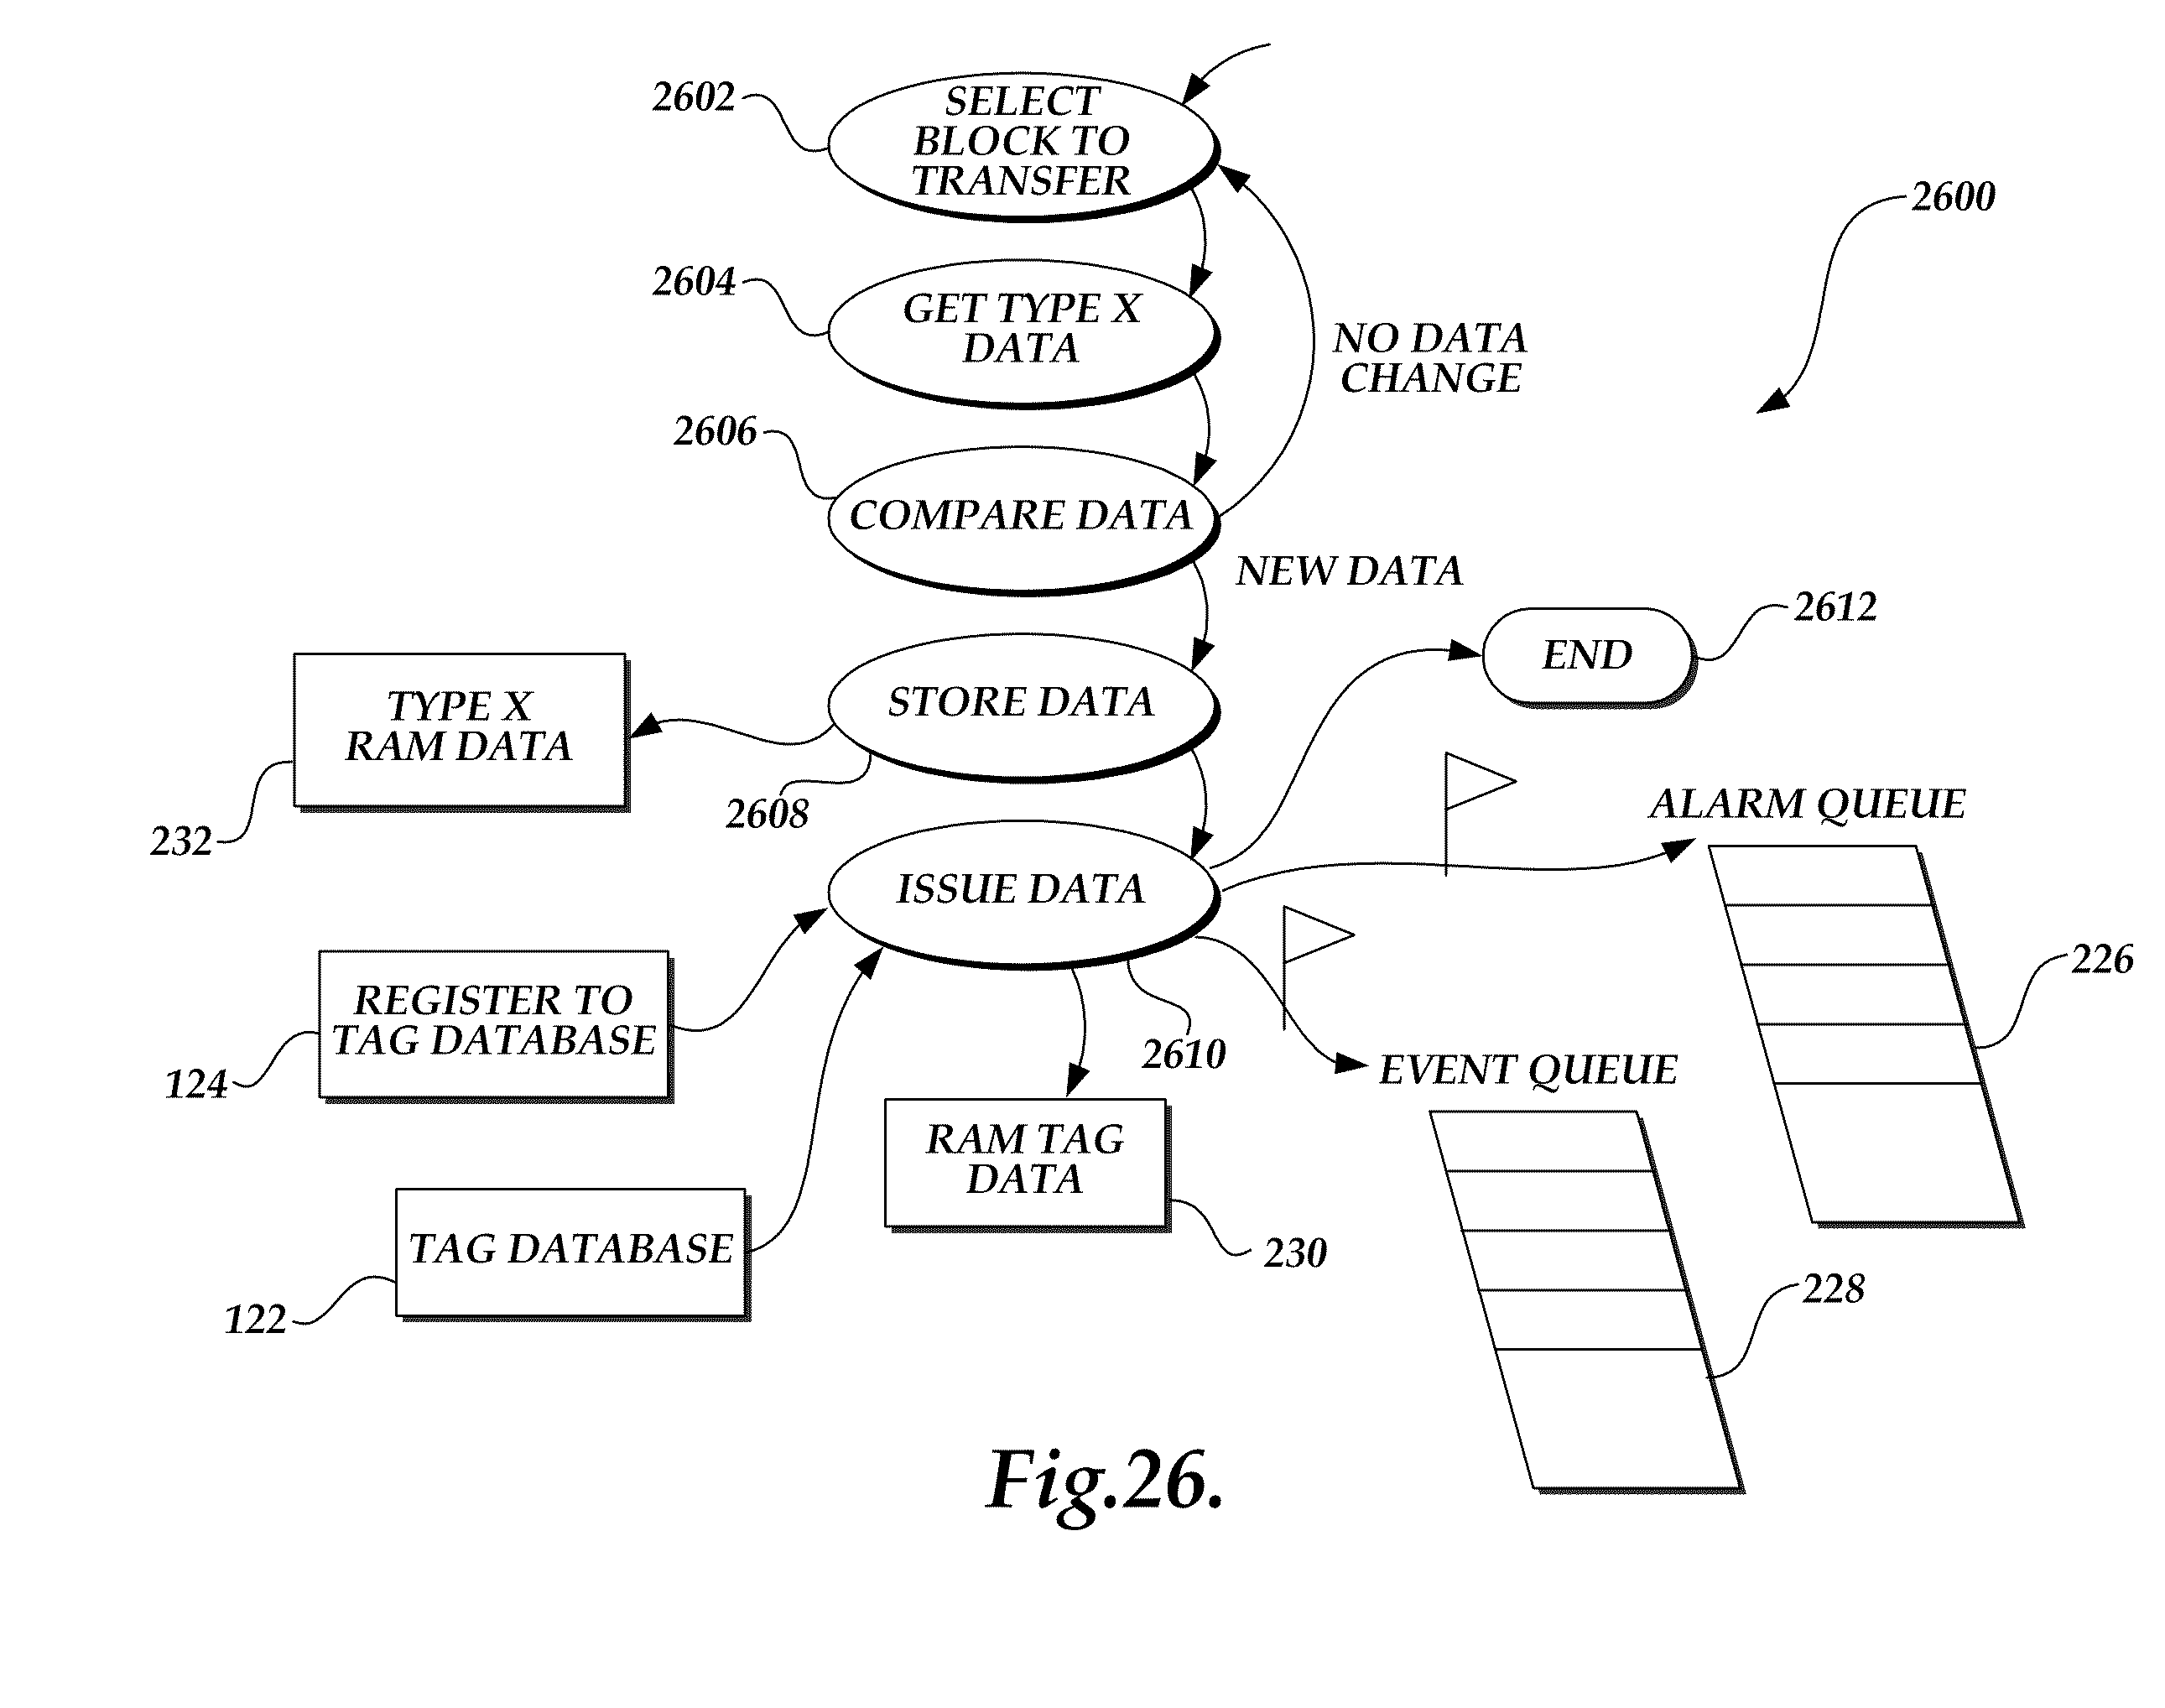 2602
SELECT
BLOCK TO
TRANSFER
2600
2604
GET TYPE X
DATA
NO DATA
CHANGE
2606
COMPARE DATA
NEW DATA
2612
END
TYPE X
RAM DATA
STORE DATA
232
2608
ALARM QUEUE
ISSUE DATA
226
REGISTER TO
TAG DATABASE
124
2610
EVENT QUEUE
RAM TAG
DATA
TAG DATABASE
230
122
228
Fig.26.